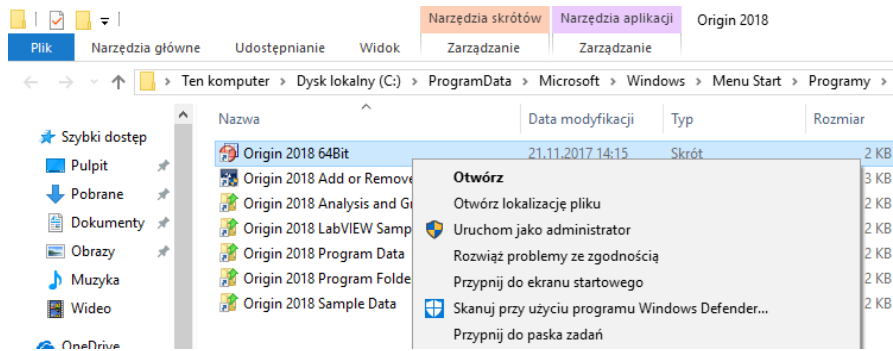 Narzędzia skrótów Narzędzia aplikacji Origin 2018
Plik Narzędzia główne Udostępnianie Widok Zarządzanie Zarządzanie
Ten komputer > Dysk lokalny (C:) > ProgramData > Microsoft > Windows > Menu Start > Programy >
Nazwa Data modyfikacji Typ Rozmiar
Szybki dostęp
Pulpit
Pobrane
Dokumenty
Obrazy
Muzyka
Wideo
OneDrive
Origin 2018 64Bit 21.11.2017 14:15 Skrót 2 KB
Origin 2018 Add or Remove 3 KB
Origin 2018 Analysis and Gr 2 KB
Origin 2018 LabVIEW Samp 2 KB
Origin 2018 Program Data 2 KB
Origin 2018 Program Folde 2 KB
Origin 2018 Sample Data 2 KB
Otwórz
Otwórz lokalizację pliku
Uruchom jako administrator
Rozwiąż problemy ze zgodnością
Przypnij do ekranu startowego
Skanuj przy użyciu programu Windows Defender...
Przypnij do paska zadań